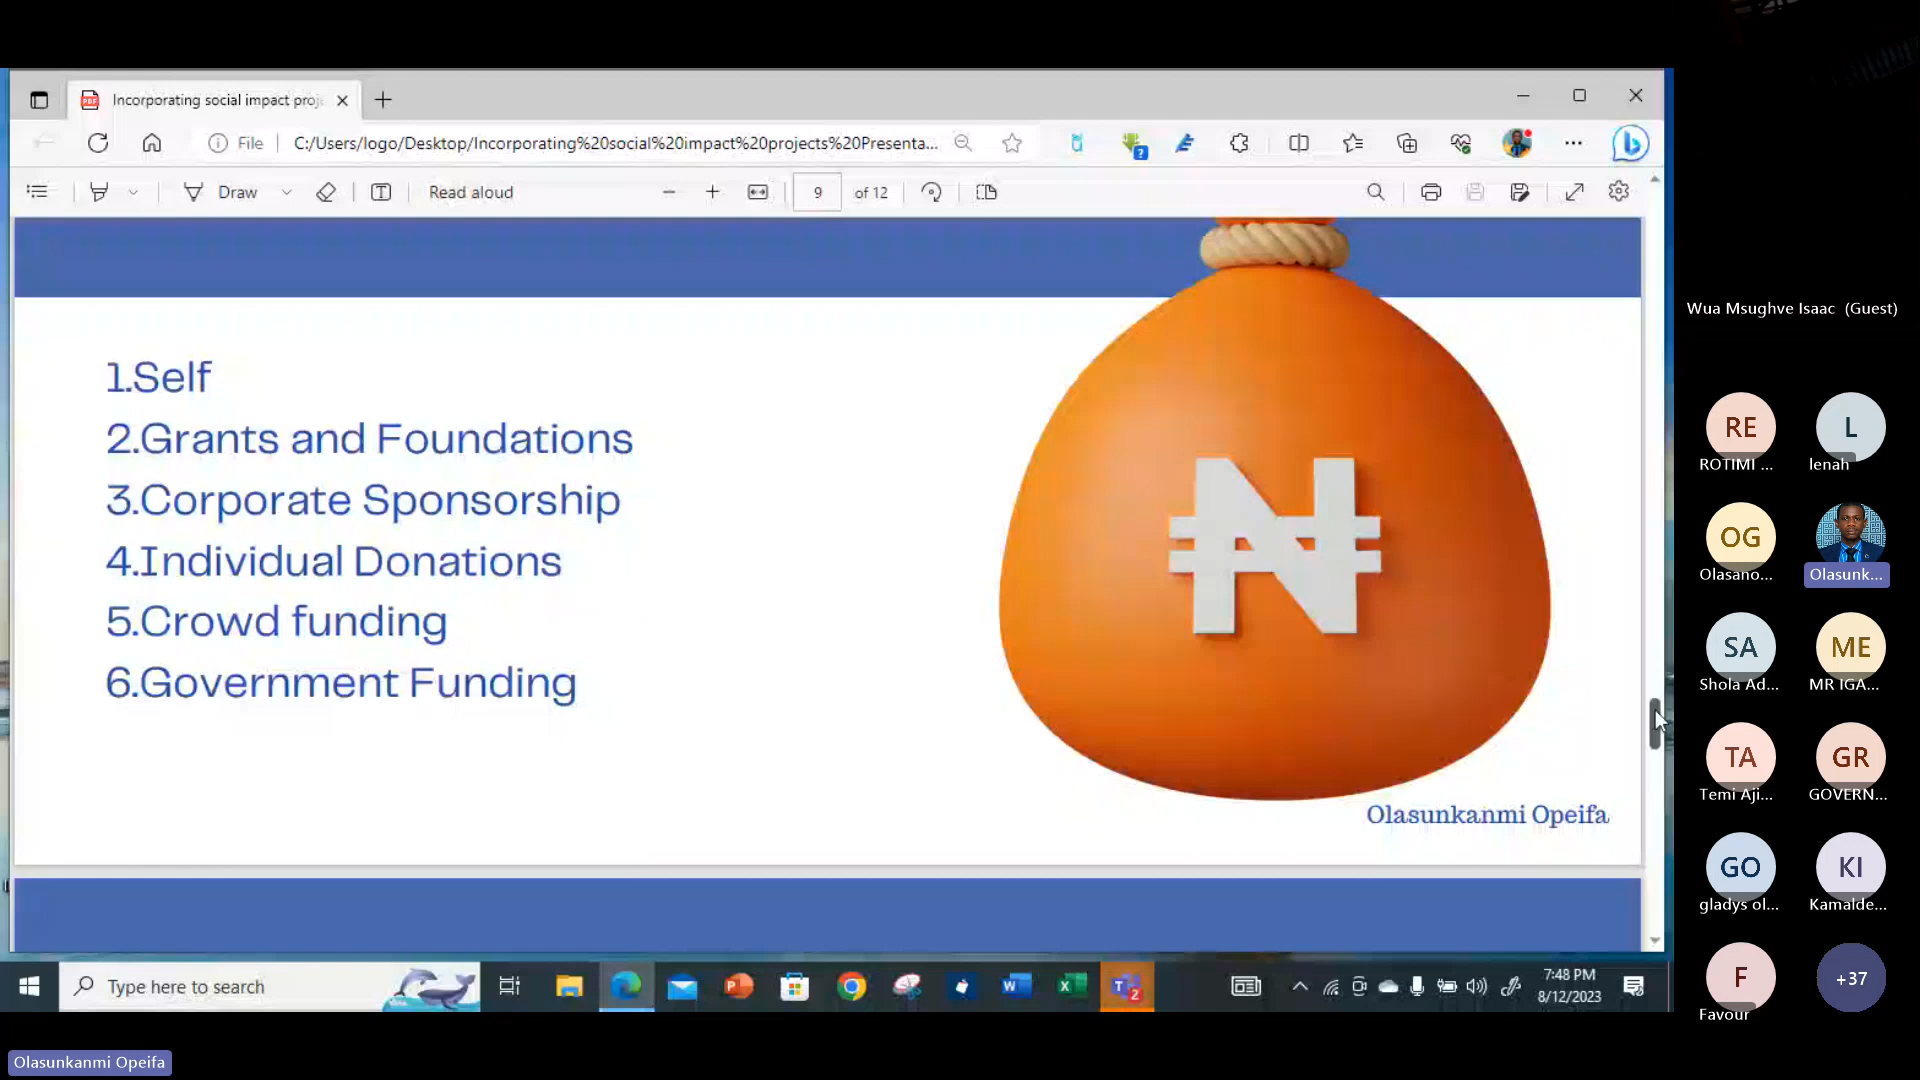 Incorporating social impact proj
File
C:/Users/logo/Desktop/Incorporating%20social%20impact%20projects%20Presenta...
Draw
Read aloud
9
of 12
1.Self
2.Grants and Foundations
3.Corporate Sponsorship
4.Individual Donations
5.Crowd funding
6.Government Funding
₦
Olasunkanmi Opeifa
Type here to search
7:48 PM
8/12/2023
Wua Msughve Isaac (Guest)
RE
ROTIMI ...
L
lenah
OG
Olasano...
Olasunk...
SA
Shola Ad...
ME
MR IGA...
TA
Temi Aji...
GR
GOVERN...
GO
gladys ol...
KI
Kamalde...
F
Favour
+37
Olasunkanmi Opeifa